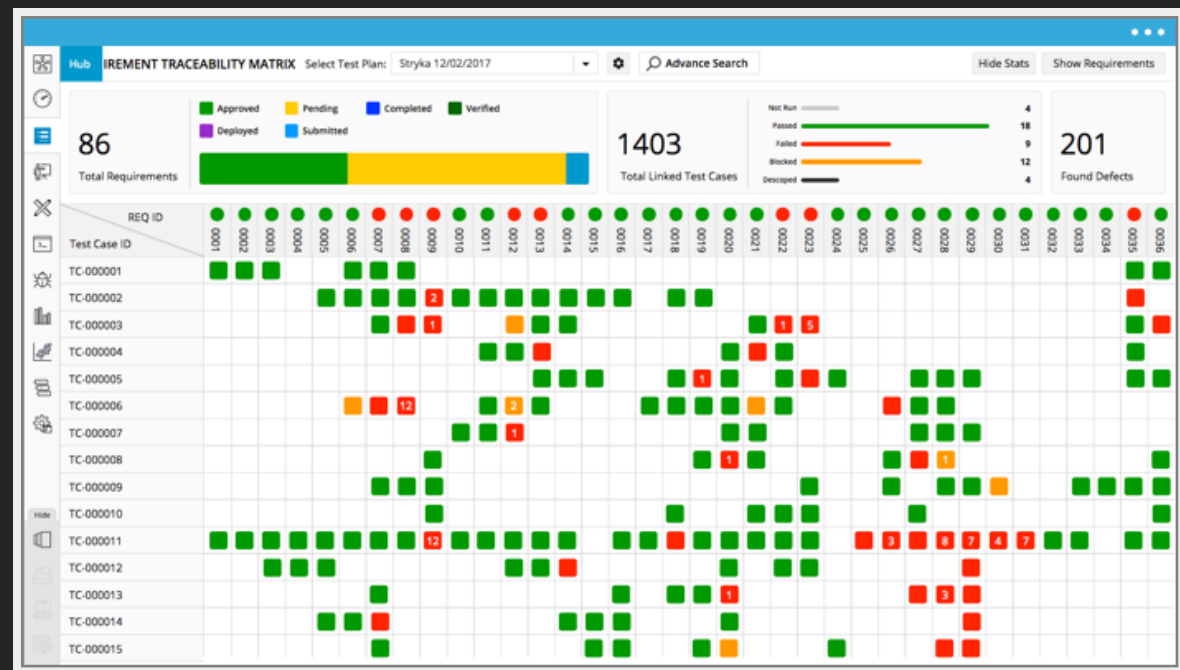 Hub IREMENT TRACEABILITY MATRIX Select Test Plan: Stryka 12/02/2017 Advance Search Hide Stats Show Requirements
Approved Pending Completed Verified
Deployed Submitted
86
Total Requirements
1403
Total Linked Test Cases
Not Run 4
Passed 18
Failed 9
Blocked 12
Descoped 4
201
Found Defects
REQ ID
Test Case ID
0001 0002 0003 0004 0005 0006 0007 0008 0009 0010 0011 0012 0013 0014 0015 0016 0017 0018 0019 0020 0021 0022 0023 0024 0025 0026 0027 0028 0029 0030 0031 0032 0033 0034 0035 0036
TC-000001
TC-000002 2
TC-000003 1 1 5
TC-000004
TC-000005 1
TC-000006 12 2
TC-000007 1
TC-000008 1 1
TC-000009
Hide
TC-000010
TC-000011 12 3 8 7 4 7
TC-000012
TC-000013 1 3
TC-000014
TC-000015